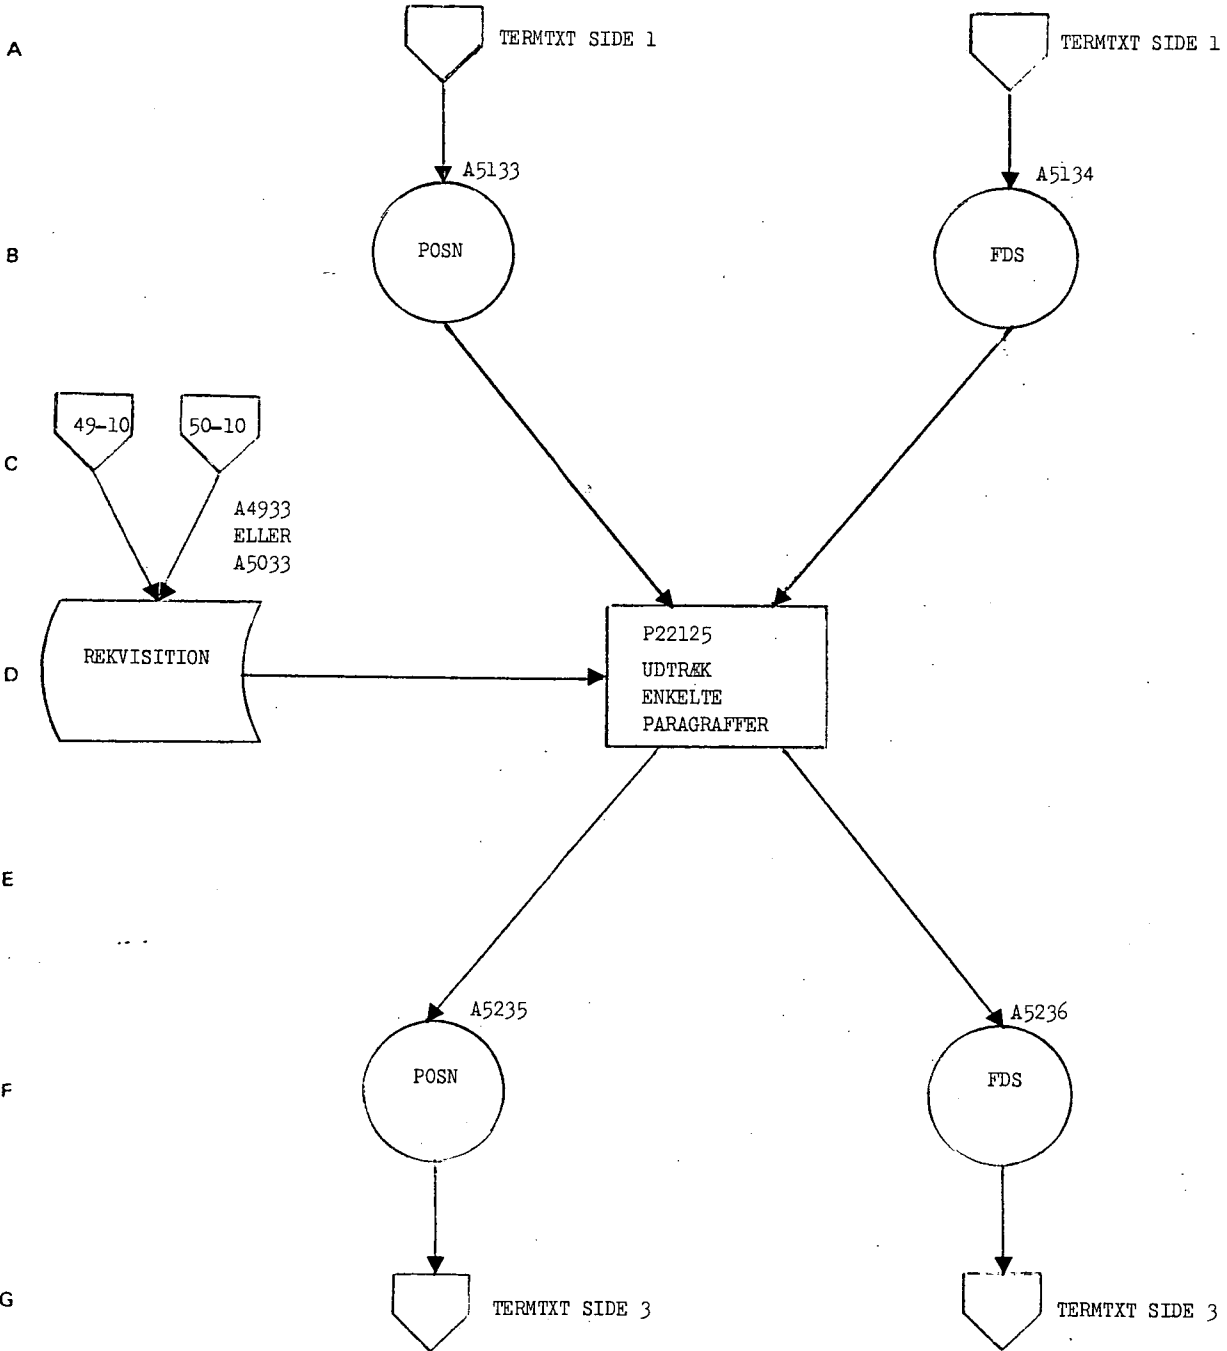 A
TERMTXT SIDE 1
TERMTXT SIDE 1
A5133
A5134
B
POSN
FDS
49-10
50-10
C
A4933
ELLER
A5033
D
REKVISITION
P22125
UDTRÆK
ENKELTE
PARAGRAFFER
E
A5235
A5236
F
POSN
FDS
G
TERMTXT SIDE 3
TERMTXT SIDE 3